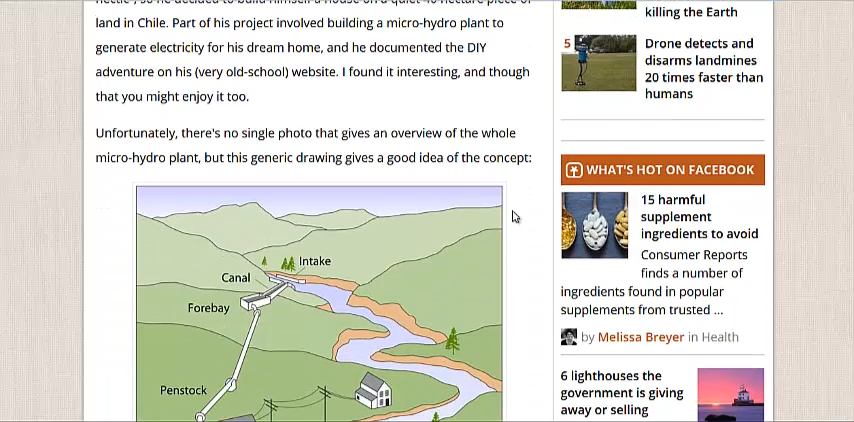 land in Chile. Part of his project involved building a micro-hydro plant to
generate electricity for his dream home, and he documented the DIY
adventure on his (very old-school) website. I found it interesting, and though
that you might enjoy it too.
Unfortunately, there's no single photo that gives an overview of the whole
micro-hydro plant, but this generic drawing gives a good idea of the concept:
Intake
Canal
Forebay
Penstock
killing the Earth
5
Drone detects and
disarms landmines
20 times faster than
humans
WHAT'S HOT ON FACEBOOK
15 harmful
supplement
ingredients to avoid
Consumer Reports
finds a number of
ingredients found in popular
supplements from trusted ...
by Melissa Breyer in Health
6 lighthouses the
government is giving
away or selling